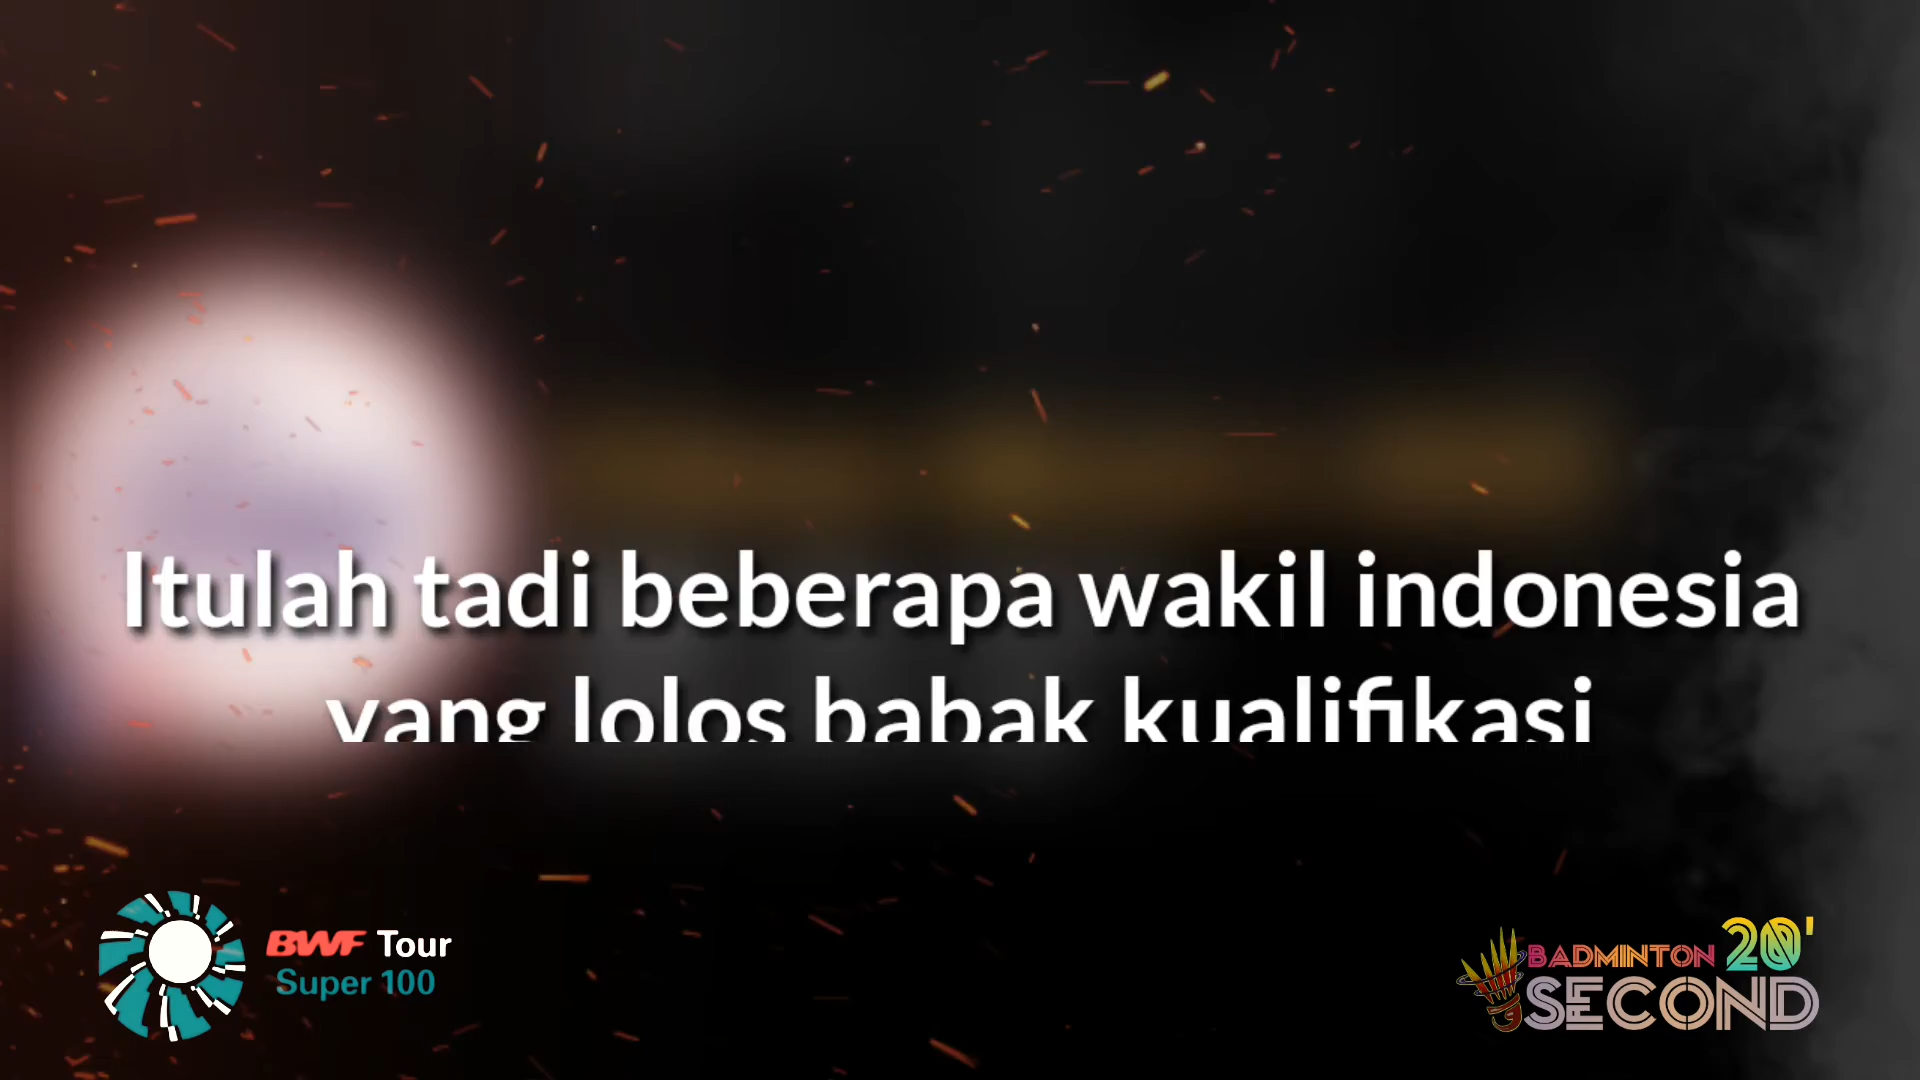 Itulah tadi beberapa wakil indonesia
yang lolos babak kualifikasi
BWF Tour
Super 100
BADMINTON 20'
SECOND